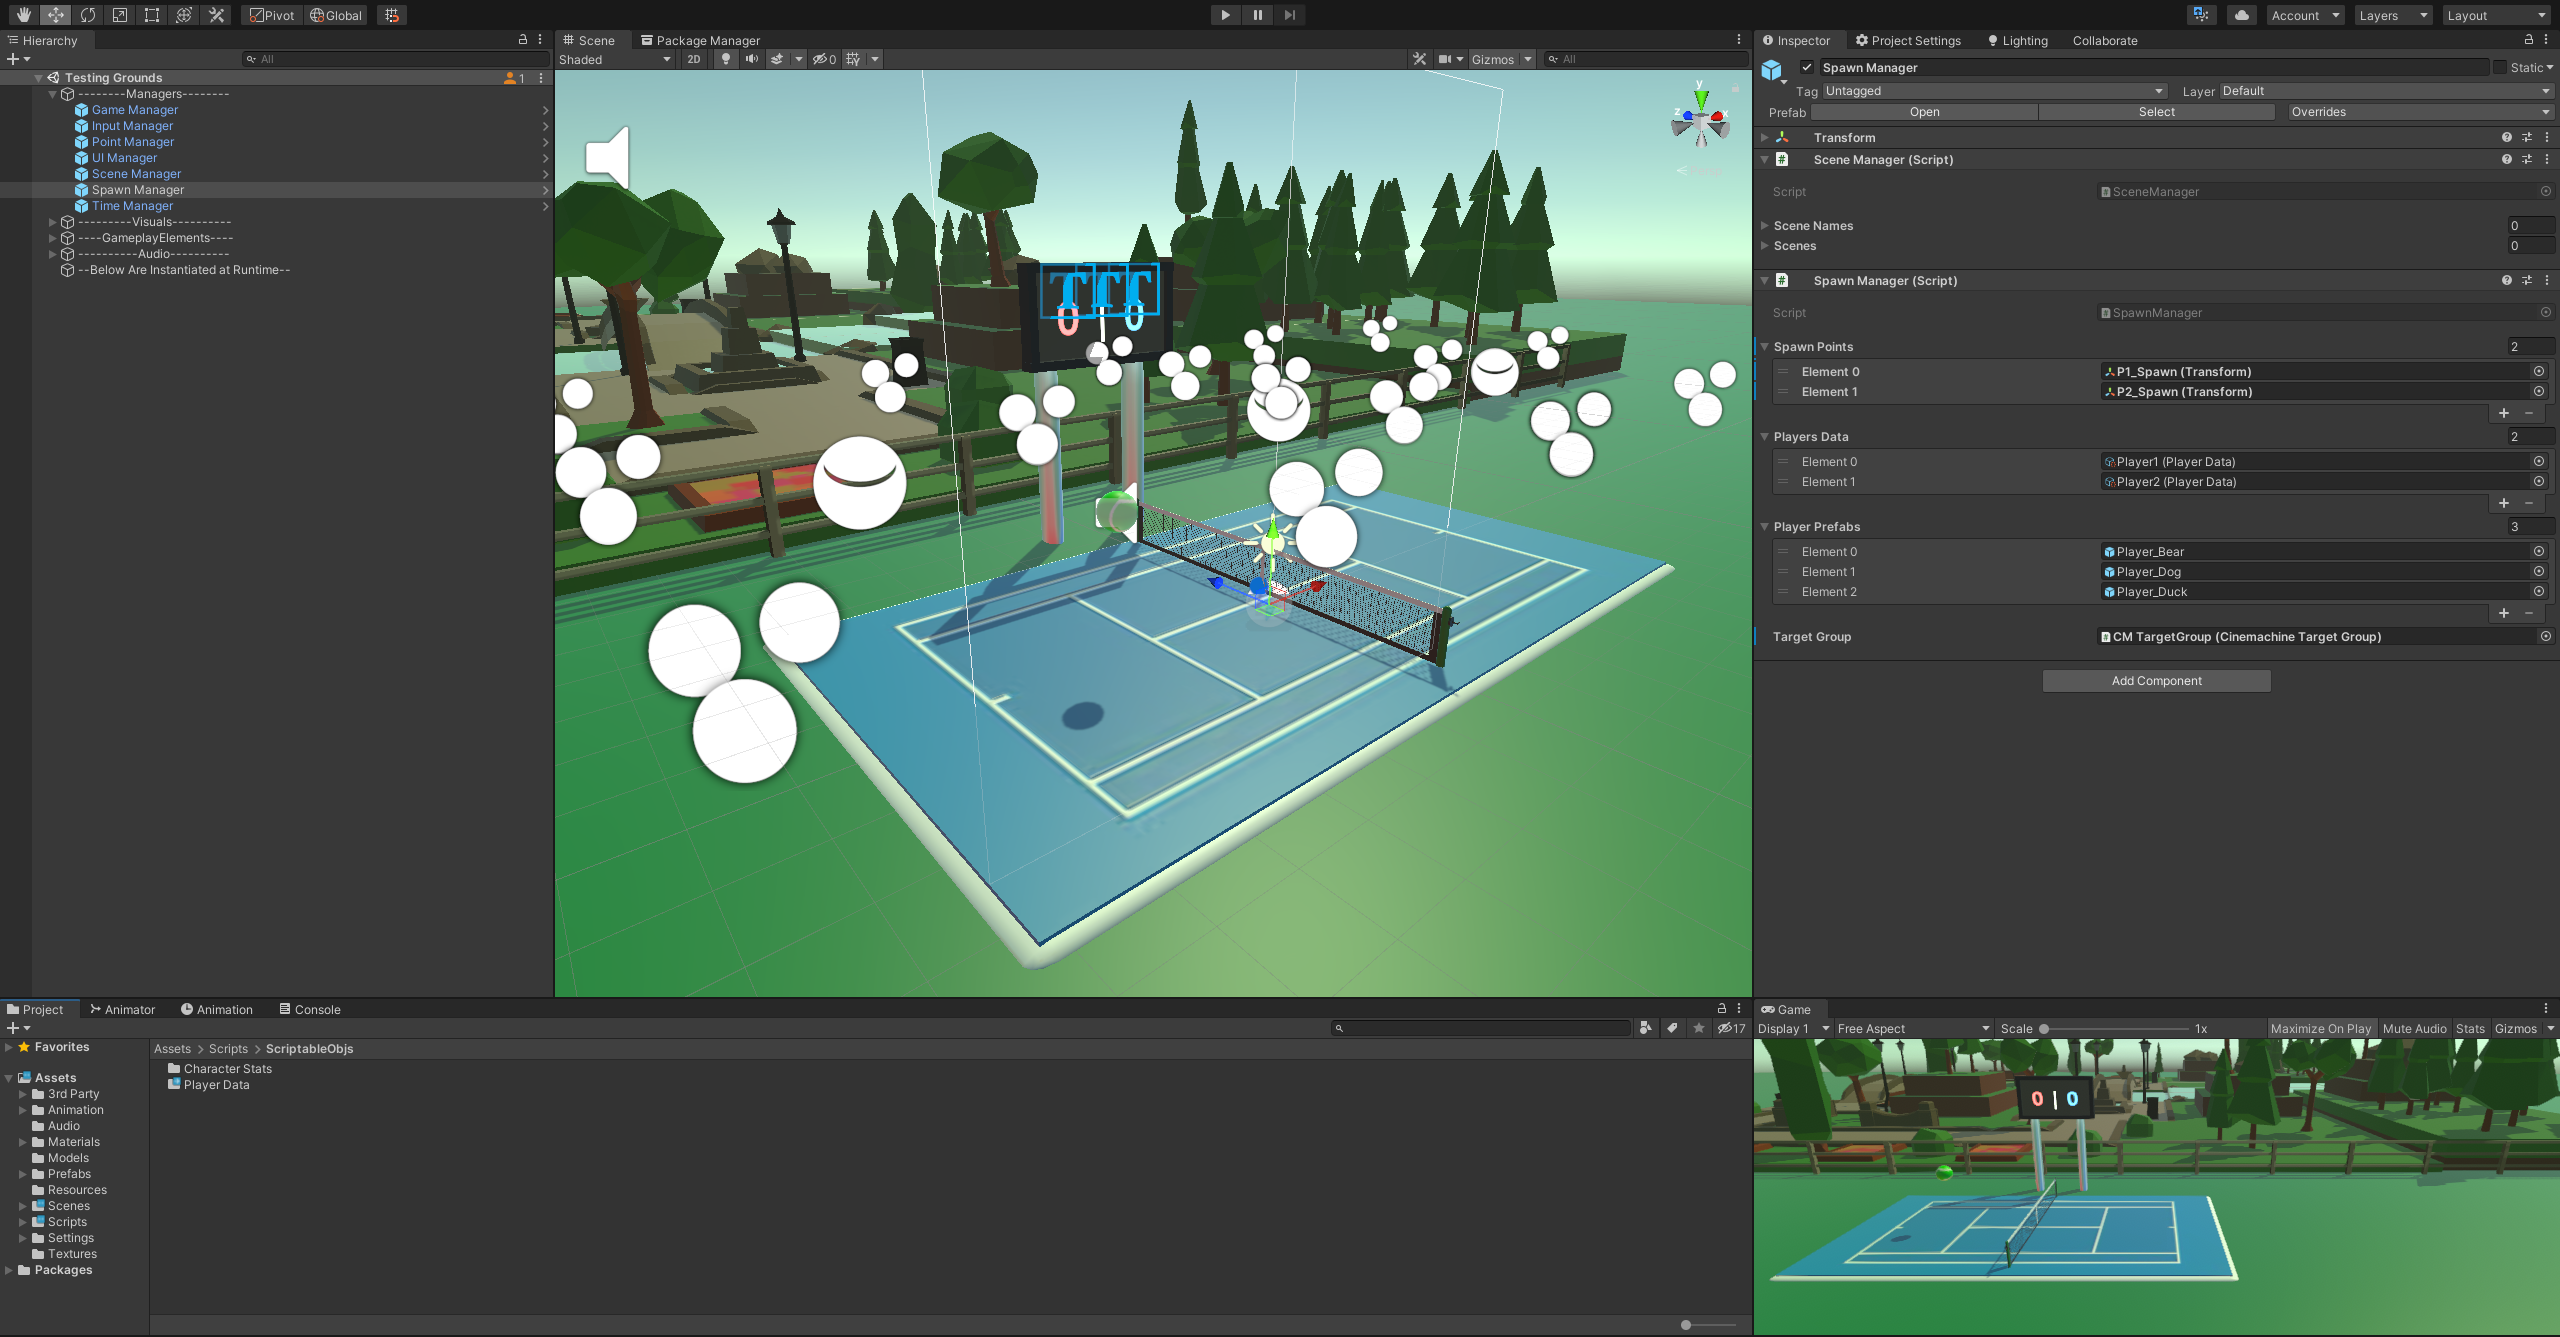 Pivot Global Account Layers Layout
Hierarchy
All
Testing Grounds 1
--------Managers--------
Game Manager
Input Manager
Point Manager
UI Manager
Scene Manager
Spawn Manager
Time Manager
---------Visuals----------
----GameplayElements----
----------Audio----------
--Below Are Instantiated at Runtime--
Scene Package Manager
Shaded 2D 0 Gizmos All
y
z x
TTT
0 | 0
Inspector Project Settings Lighting Collaborate
Spawn Manager Static
Tag Untagged Layer Default
Prefab Open Select Overrides
Transform
Scene Manager (Script)
Script SceneManager
Scene Names 0
Scenes 0
Spawn Manager (Script)
Script SpawnManager
Spawn Points 2
Element 0 P1_Spawn (Transform)
Element 1 P2_Spawn (Transform)
Players Data 2
Element 0 Player1 (Player Data)
Element 1 Player2 (Player Data)
Player Prefabs 3
Element 0 Player_Bear
Element 1 Player_Dog
Element 2 Player_Duck
Target Group CM TargetGroup (Cinemachine Target Group)
Add Component
Project Animator Animation Console
17
Favorites
Assets
3rd Party
Animation
Audio
Materials
Models
Prefabs
Resources
Scenes
Scripts
Settings
Textures
Packages
Assets > Scripts > ScriptableObjs
Character Stats
Player Data
Game
Display 1 Free Aspect Scale 1x Maximize On Play Mute Audio Stats Gizmos
0 | 0